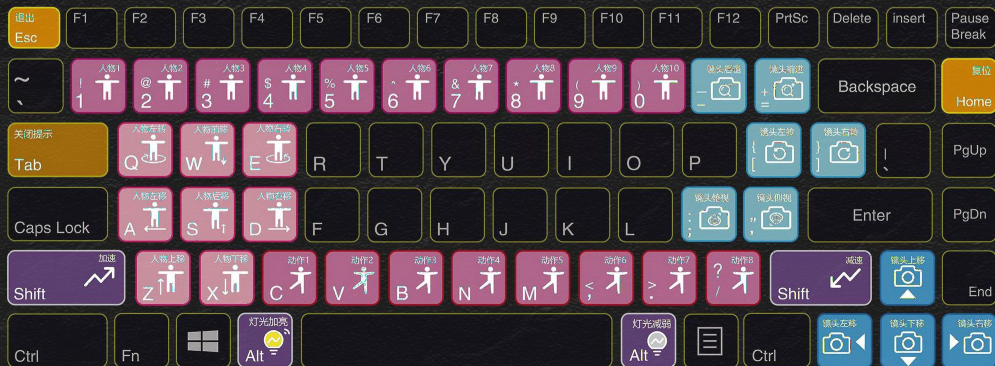 退出
Esc F1 F2 F3 F4 F5 F6 F7 F8 F9 F10 F11 F12 PrtSc Delete insert Pause
Break
人物1 人物2 人物3 人物4 人物5 人物6 人物7 人物8 人物9 人物10 镜头后退 镜头前进 复位
~ ! @ # $ % ^ & * ( ) — +
、 1 2 3 4 5 6 7 8 9 0 – = Backspace Home
关闭提示 人物左转 人物前移 人物右转 镜头左转 镜头右转
{ } |
Tab Q W E R T Y U I O P [ ] 、 PgUp
人物左移 人物后移 人物右移 镜头俯视 镜头仰视
Caps Lock A S D F G H J K L : ; " , Enter PgDn
加速 人物上移 人物下移 动作1 动作2 动作3 动作4 动作5 动作6 动作7 动作8 减速 镜头上移
Shift Z X C V B N M < , > . ? / Shift End
灯光加亮 灯光减弱 镜头左移 镜头下移 镜头右移
Ctrl Fn Alt Alt Ctrl